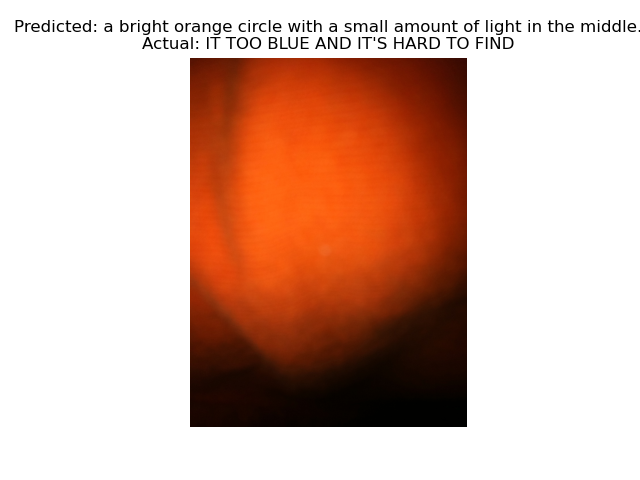 Predicted: a bright orange circle with a small amount of light in the middle.
Actual: IT TOO BLUE AND IT'S HARD TO FIND